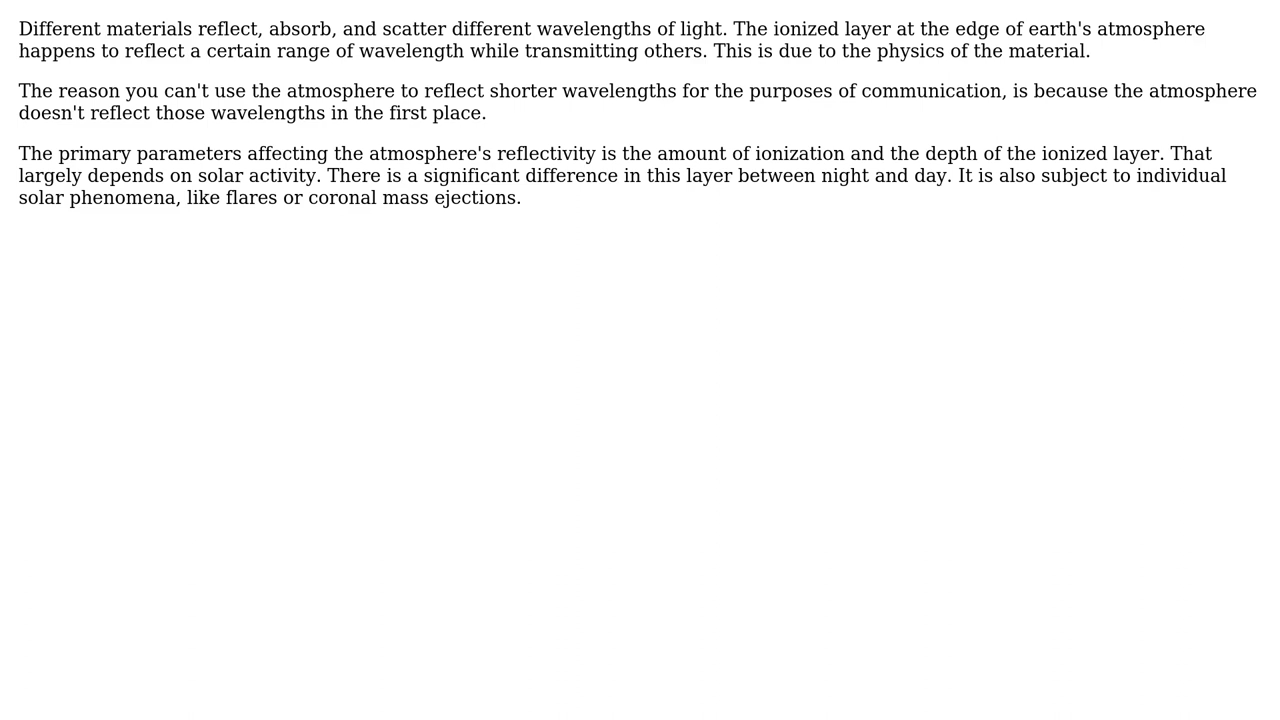 Different materials reflect, absorb, and scatter different wavelengths of light. The ionized layer at the edge of earth's atmosphere
happens to reflect a certain range of wavelength while transmitting others. This is due to the physics of the material.
The reason you can't use the atmosphere to reflect shorter wavelengths for the purposes of communication, is because the atmosphere
doesn't reflect those wavelengths in the first place.
The primary parameters affecting the atmosphere's reflectivity is the amount of ionization and the depth of the ionized layer. That
largely depends on solar activity. There is a significant difference in this layer between night and day. It is also subject to individual
solar phenomena, like flares or coronal mass ejections.